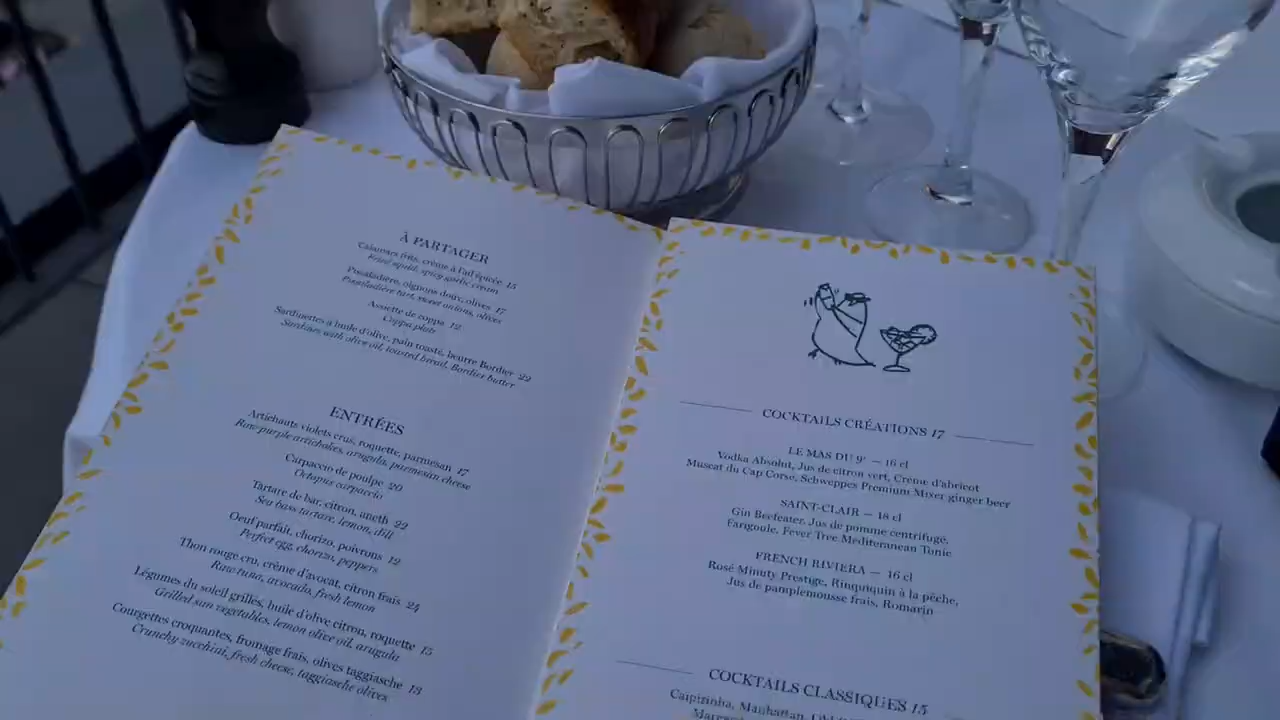 À PARTAGER
Calamars frits, crème à l'ail épicée 15
Fried squid, spicy garlic cream
Pissaladière, oignons doux, olives 17
Pissaladière tart, sweet onions, olives
Assiette de coppa 12
Coppa plate
Sardinettes à huile d'olive, pain toasté, beurre Bordier 22
Sardines with olive oil, toasted bread, Bordier butter
ENTRÉES
Artichauts violets crus, roquette, parmesan 17
Raw purple artichokes, arugula, parmesan cheese
Carpaccio de poulpe 20
Octopus carpaccio
Tartare de bar, citron, aneth 22
Sea bass tartare, lemon, dill
Oeuf parfait, chorizo, poivrons 12
Perfect egg, chorizo, peppers
Thon rouge cru, crème d'avocat, citron frais 24
Raw tuna, avocado, fresh lemon
Légumes du soleil grillés, huile d'olive citron, roquette 15
Grilled sun vegetables, lemon olive oil, arugula
Courgettes croquantes, fromage frais, olives taggiasche 13
Crunchy zucchini, fresh cheese, taggiasche olives
COCKTAILS CRÉATIONS 17
LE MAS DU 9' — 16 cl
Vodka Absolut, Jus de citron vert, Crème d'abricot
Muscat du Cap Corse, Schweppes Premium Mixer ginger beer
SAINT-CLAIR — 18 cl
Gin Beefeater, Jus de pomme centrifuge,
Farigoule, Fever Tree Mediteranean Tonic
FRENCH RIVIERA — 16 cl
Rosé Minuty Prestige, Rinquinquin à la pêche,
Jus de pamplemousse frais, Romarin
COCKTAILS CLASSIQUES 15
Caïpirinha, Manhattan,